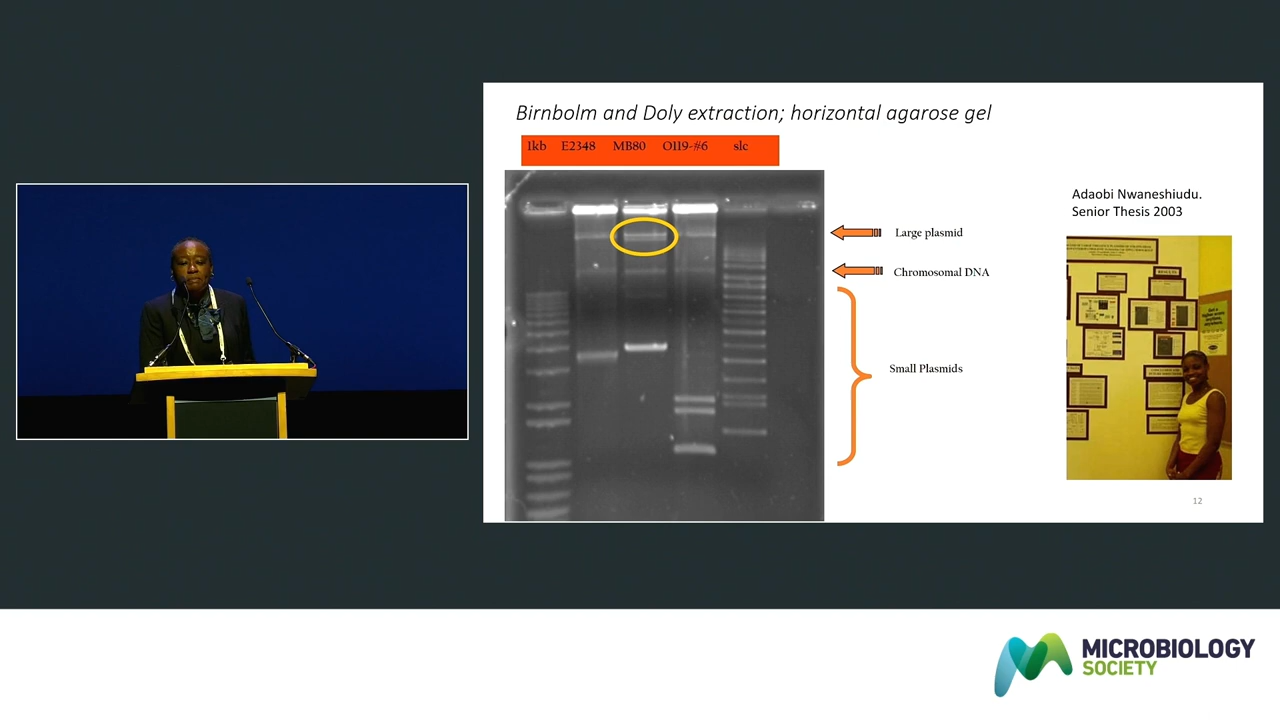 Birnbolm and Doly extraction; horizontal agarose gel
1kb E2348 MB80 O119-#6 slc
Adaobi Nwaneshiudu.
Senior Thesis 2003
Large plasmid
Chromosomal DNA
Small Plasmids
RESULTS
12
MICROBIOLOGY
SOCIETY